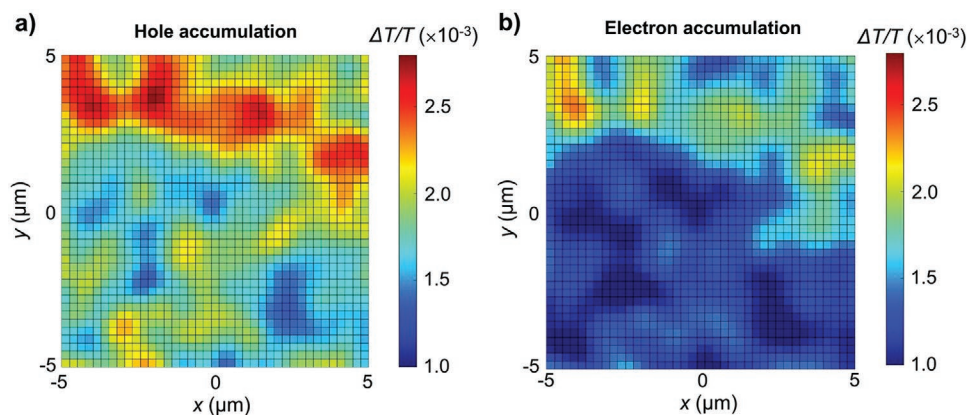 a)
Hole accumulation
ΔT/T (×10⁻³)
5
0
-5
y (μm)
-5
0
5
x (μm)
2.5
2.0
1.5
1.0
b)
Electron accumulation
ΔT/T (×10⁻³)
5
0
-5
y (μm)
-5
0
5
x (μm)
2.5
2.0
1.5
1.0